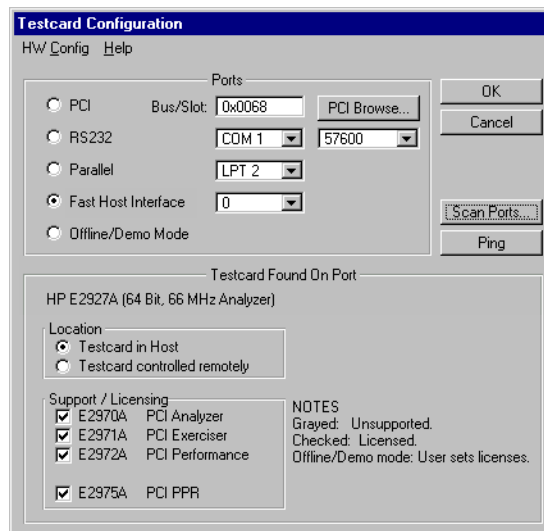 Testcard Configuration
HW Config Help
Ports
PCI Bus/Slot: 0x0068 PCI Browse...
RS232 COM 1 57600
Parallel LPT 2
Fast Host Interface 0
Offline/Demo Mode
OK
Cancel
Scan Ports...
Ping
Testcard Found On Port
HP E2927A (64 Bit, 66 MHz Analyzer)
Location
Testcard in Host
Testcard controlled remotely
Support / Licensing
E2970A PCI Analyzer
E2971A PCI Exerciser
E2972A PCI Performance
E2975A PCI PPR
NOTES
Grayed: Unsupported.
Checked: Licensed.
Offline/Demo mode: User sets licenses.